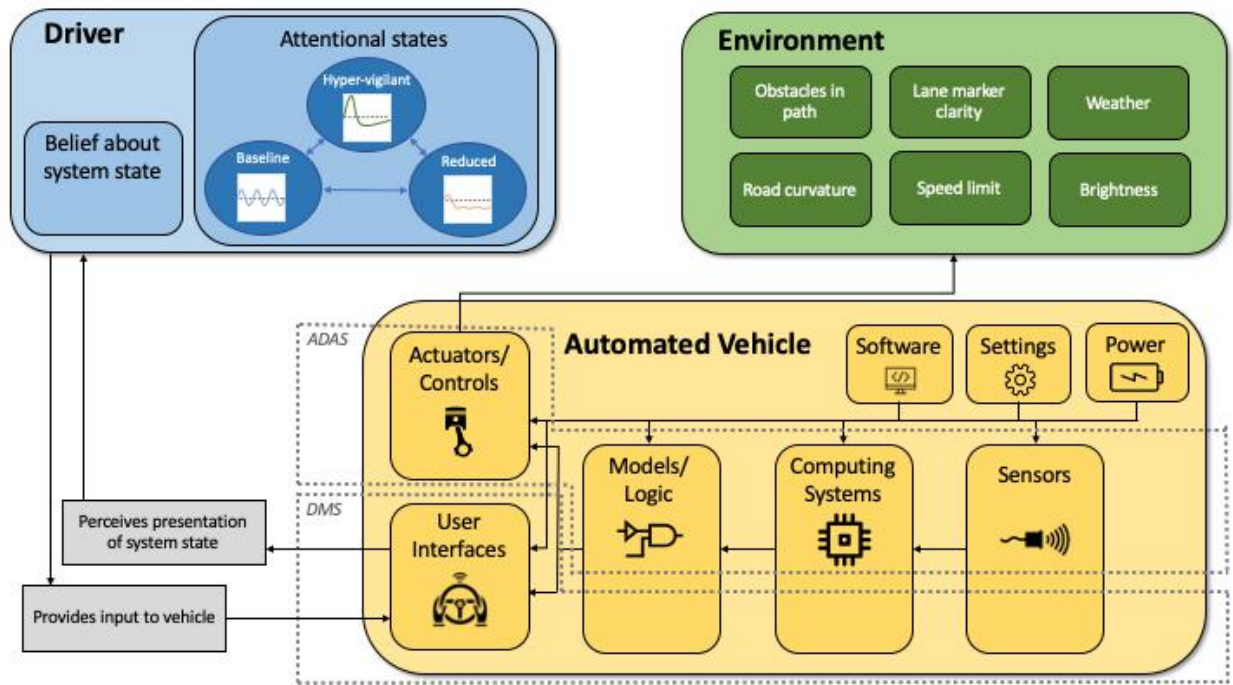 Driver
Attentional states
Hyper-vigilant
Belief about
system state
Baseline
Reduced
Environment
Obstacles in
path
Lane marker
clarity
Weather
Road curvature
Speed limit
Brightness
ADAS
Actuators/
Controls
Automated Vehicle
Software
</>
Settings
Power
Models/
Logic
Computing
Systems
Sensors
DMS
User
Interfaces
Perceives presentation
of system state
Provides input to vehicle